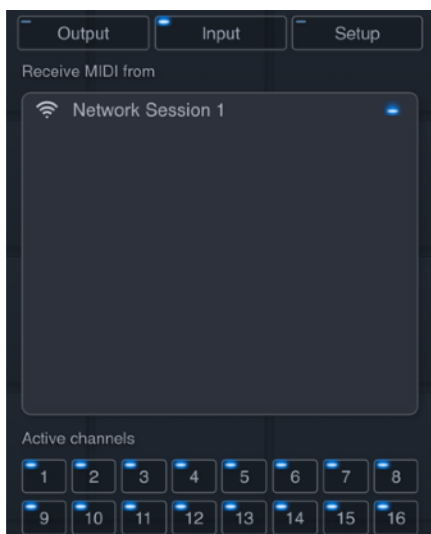 Output Input Setup
Receive MIDI from
Network Session 1
Active channels
1 2 3 4 5 6 7 8
9 10 11 12 13 14 15 16